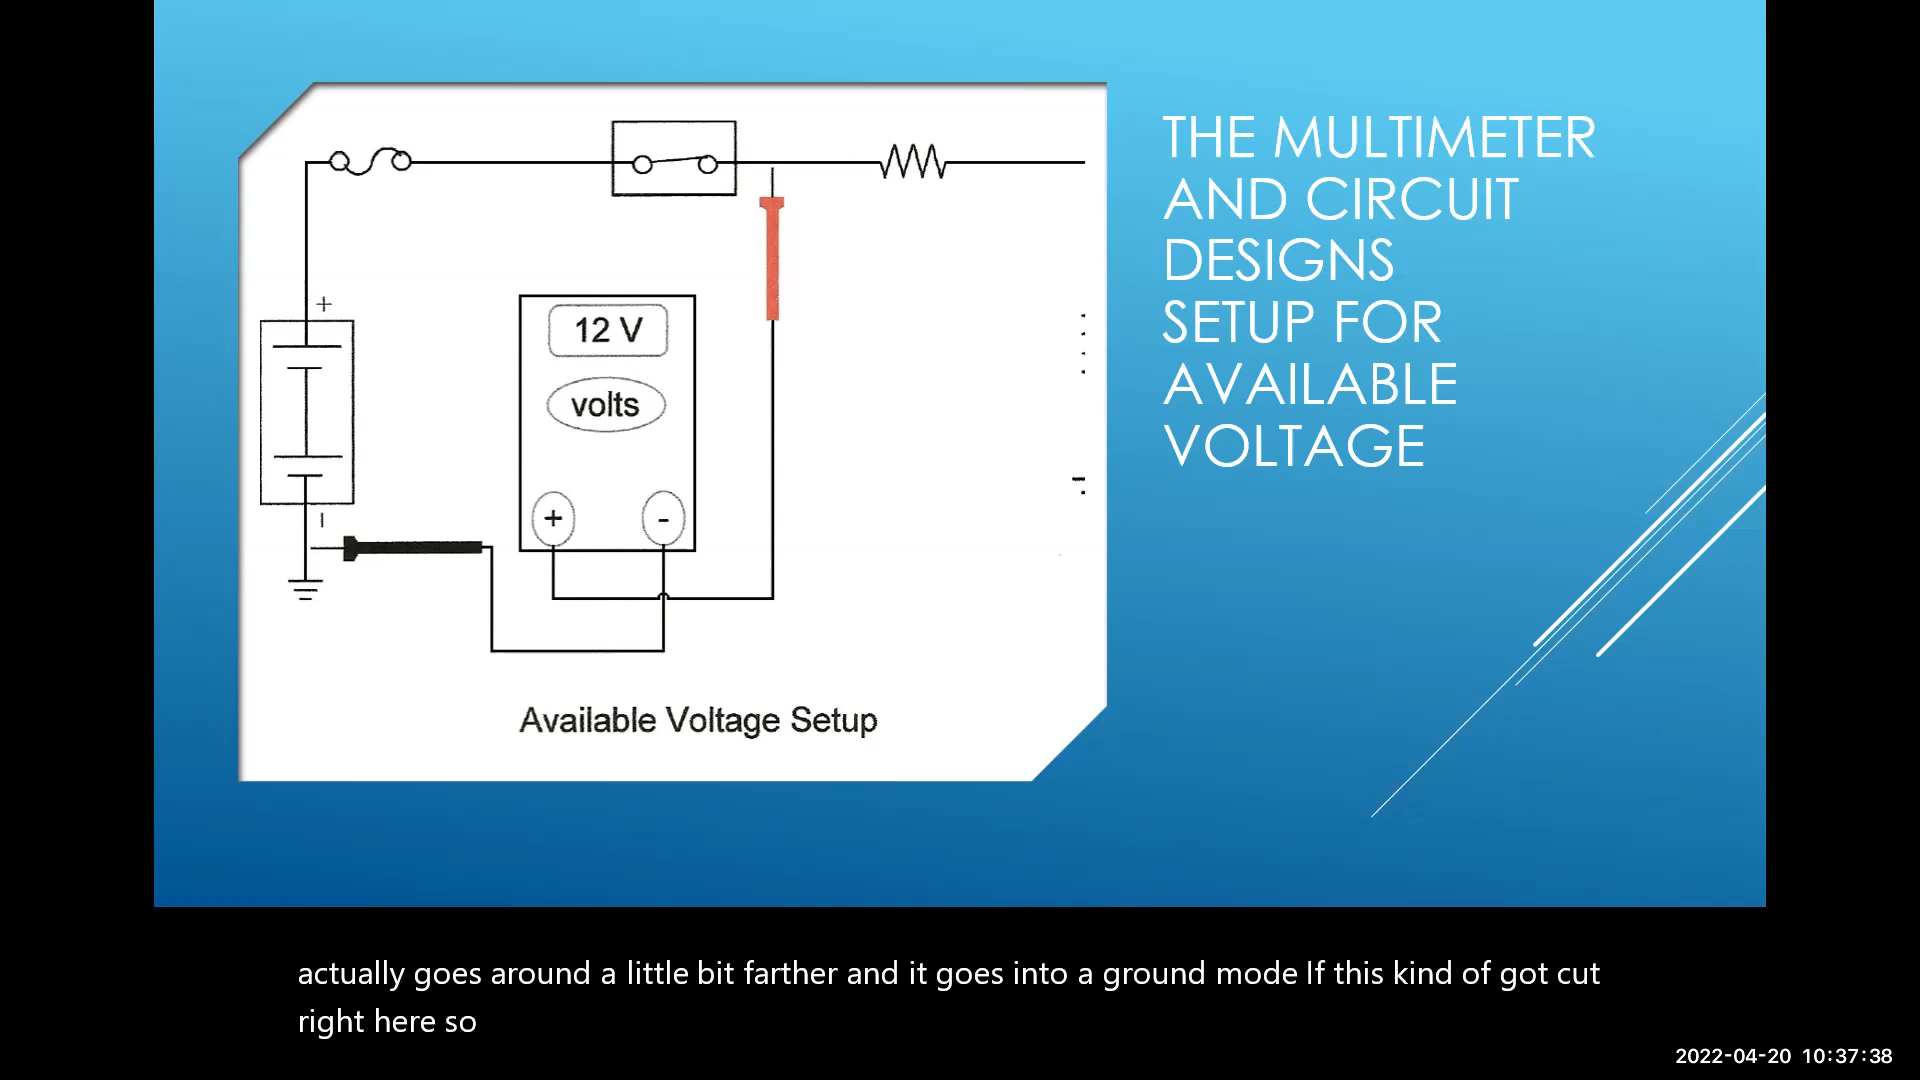 THE MULTIMETER
AND CIRCUIT
DESIGNS
SETUP FOR
AVAILABLE
VOLTAGE
+
12 V
volts
+ -
Available Voltage Setup
actually goes around a little bit farther and it goes into a ground mode If this kind of got cut
right here so
2022-04-20 10:37:38